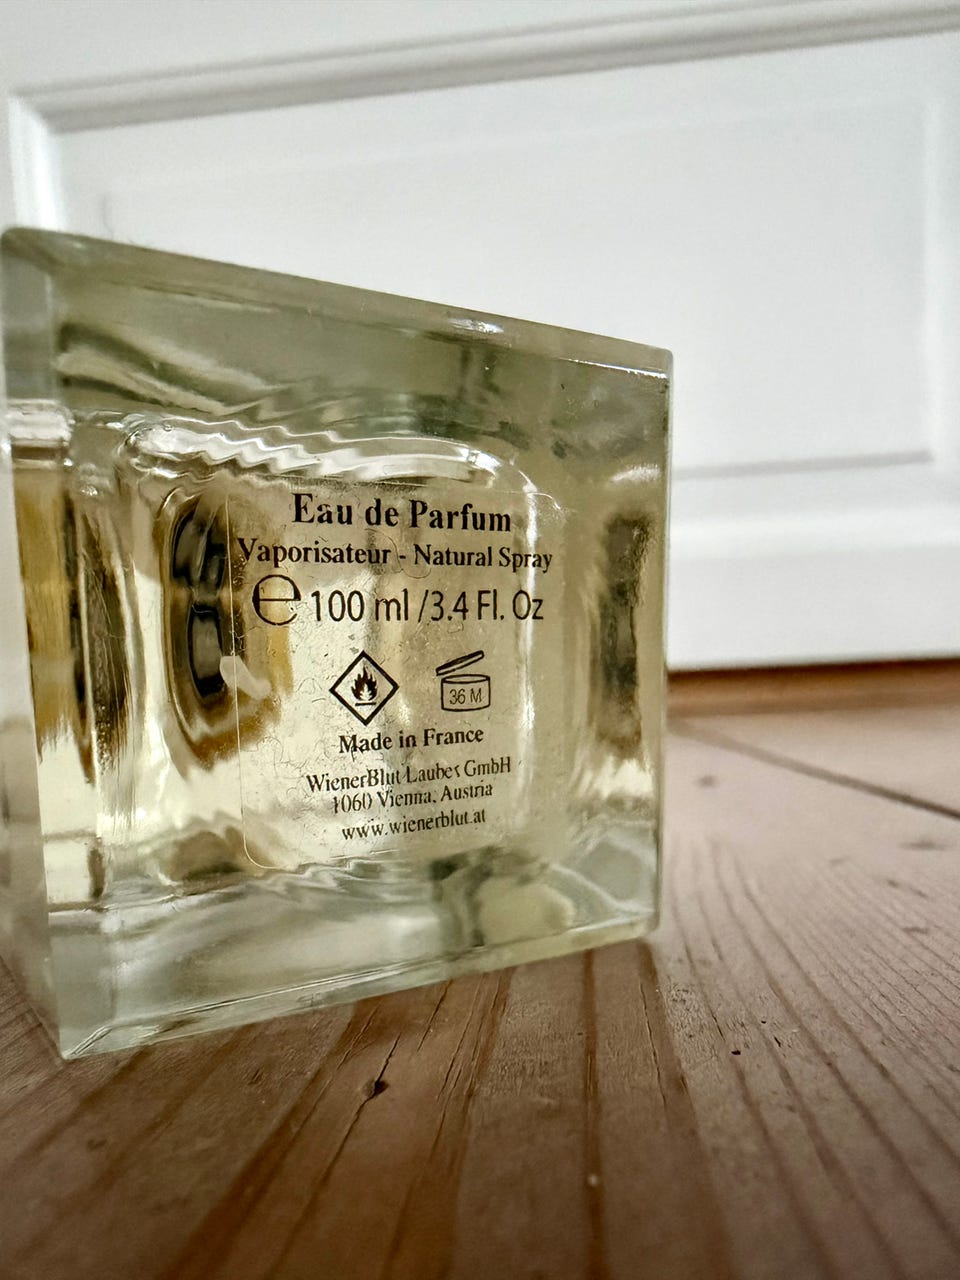 Eau de Parfum
Vaporisateur - Natural Spray
℮ 100 ml /3.4 Fl. Oz
36 M
Made in France
WienerBlut Laubes GmbH
1060 Vienna, Austria
www.wienerblut.at